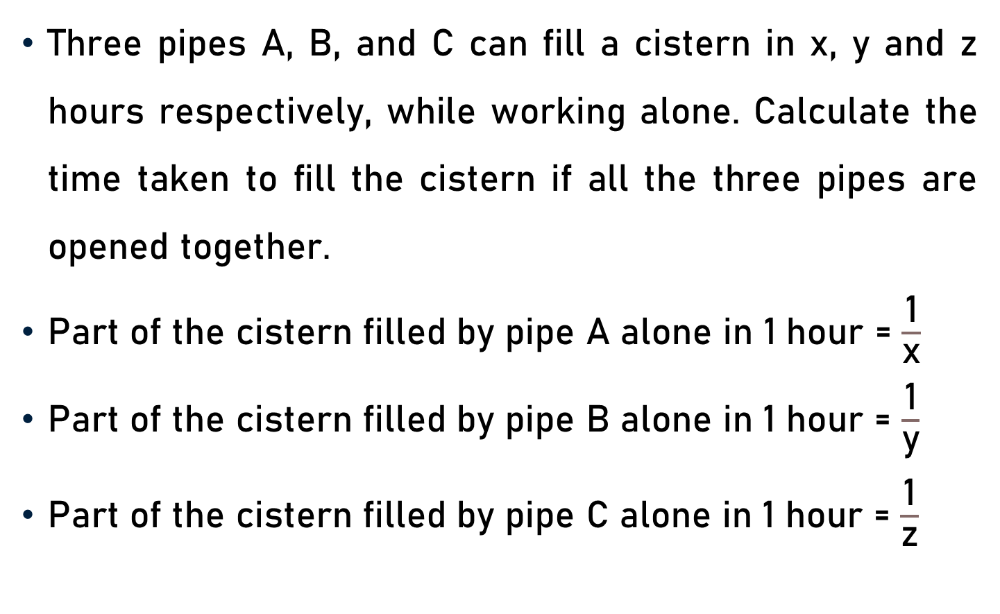 • Three pipes A, B, and C can fill a cistern in x, y and z
hours respectively, while working alone. Calculate the
time taken to fill the cistern if all the three pipes are
opened together.
• Part of the cistern filled by pipe A alone in 1 hour = 1/x
• Part of the cistern filled by pipe B alone in 1 hour = 1/y
• Part of the cistern filled by pipe C alone in 1 hour = 1/z